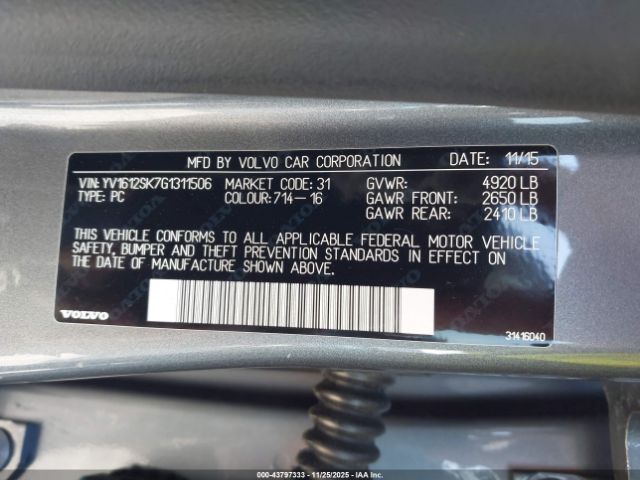 MFD BY VOLVO CAR CORPORATION DATE: 11/15
VIN: YV1612SK7G1311506 MARKET CODE: 31 GVWR: 4920 LB
TYPE: PC COLOUR: 714-16 GAWR FRONT: 2650 LB
GAWR REAR: 2410 LB
THIS VEHICLE CONFORMS TO ALL APPLICABLE FEDERAL MOTOR VEHICLE
SAFETY, BUMPER AND THEFT PREVENTION STANDARDS IN EFFECT ON
THE DATE OF MANUFACTURE SHOWN ABOVE.
VOLVO
31416040
000-43797333 - 11/25/2025 - IAAI.COM